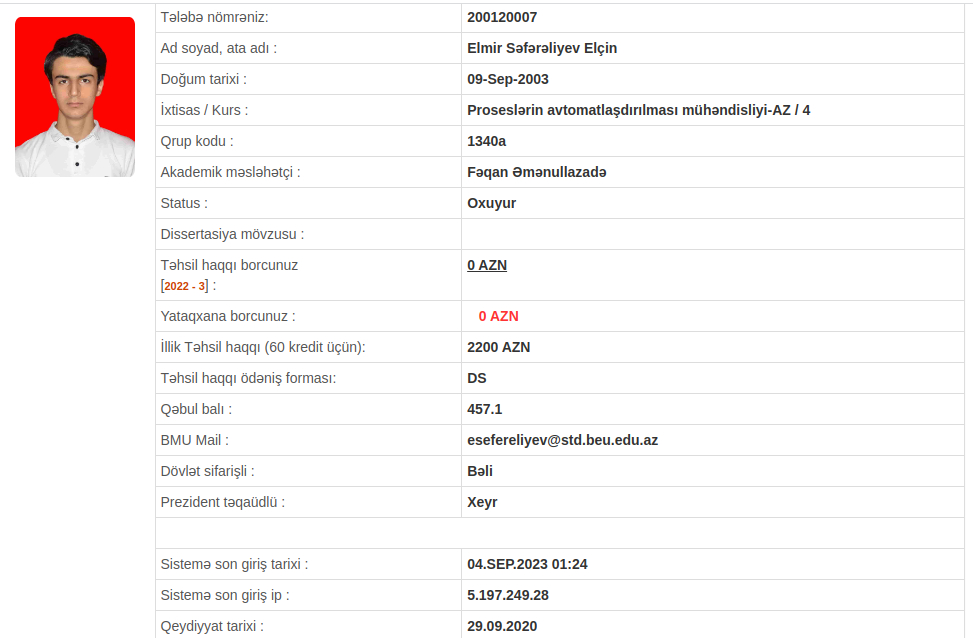 Tələbə nömrəniz: 200120007
Ad soyad, ata adı : Elmir Səfərəliyev Elçin
Doğum tarixi : 09-Sep-2003
İxtisas / Kurs : Proseslərin avtomatlaşdırılması mühəndisliyi-AZ / 4
Qrup kodu : 1340a
Akademik məsləhətçi : Fəqan Əmənullazadə
Status : Oxuyur
Dissertasiya mövzusu :
Təhsil haqqı borcunuz 0 AZN
[2022 - 3] :
Yataqxana borcunuz : 0 AZN
İllik Təhsil haqqı (60 kredit üçün): 2200 AZN
Təhsil haqqı ödəniş forması: DS
Qəbul balı : 457.1
BMU Mail : esefereliyev@std.beu.edu.az
Dövlət sifarişli : Bəli
Prezident təqaüdlü : Xeyr
Sistemə son giriş tarixi : 04.SEP.2023 01:24
Sistemə son giriş ip : 5.197.249.28
Qeydiyyat tarixi : 29.09.2020